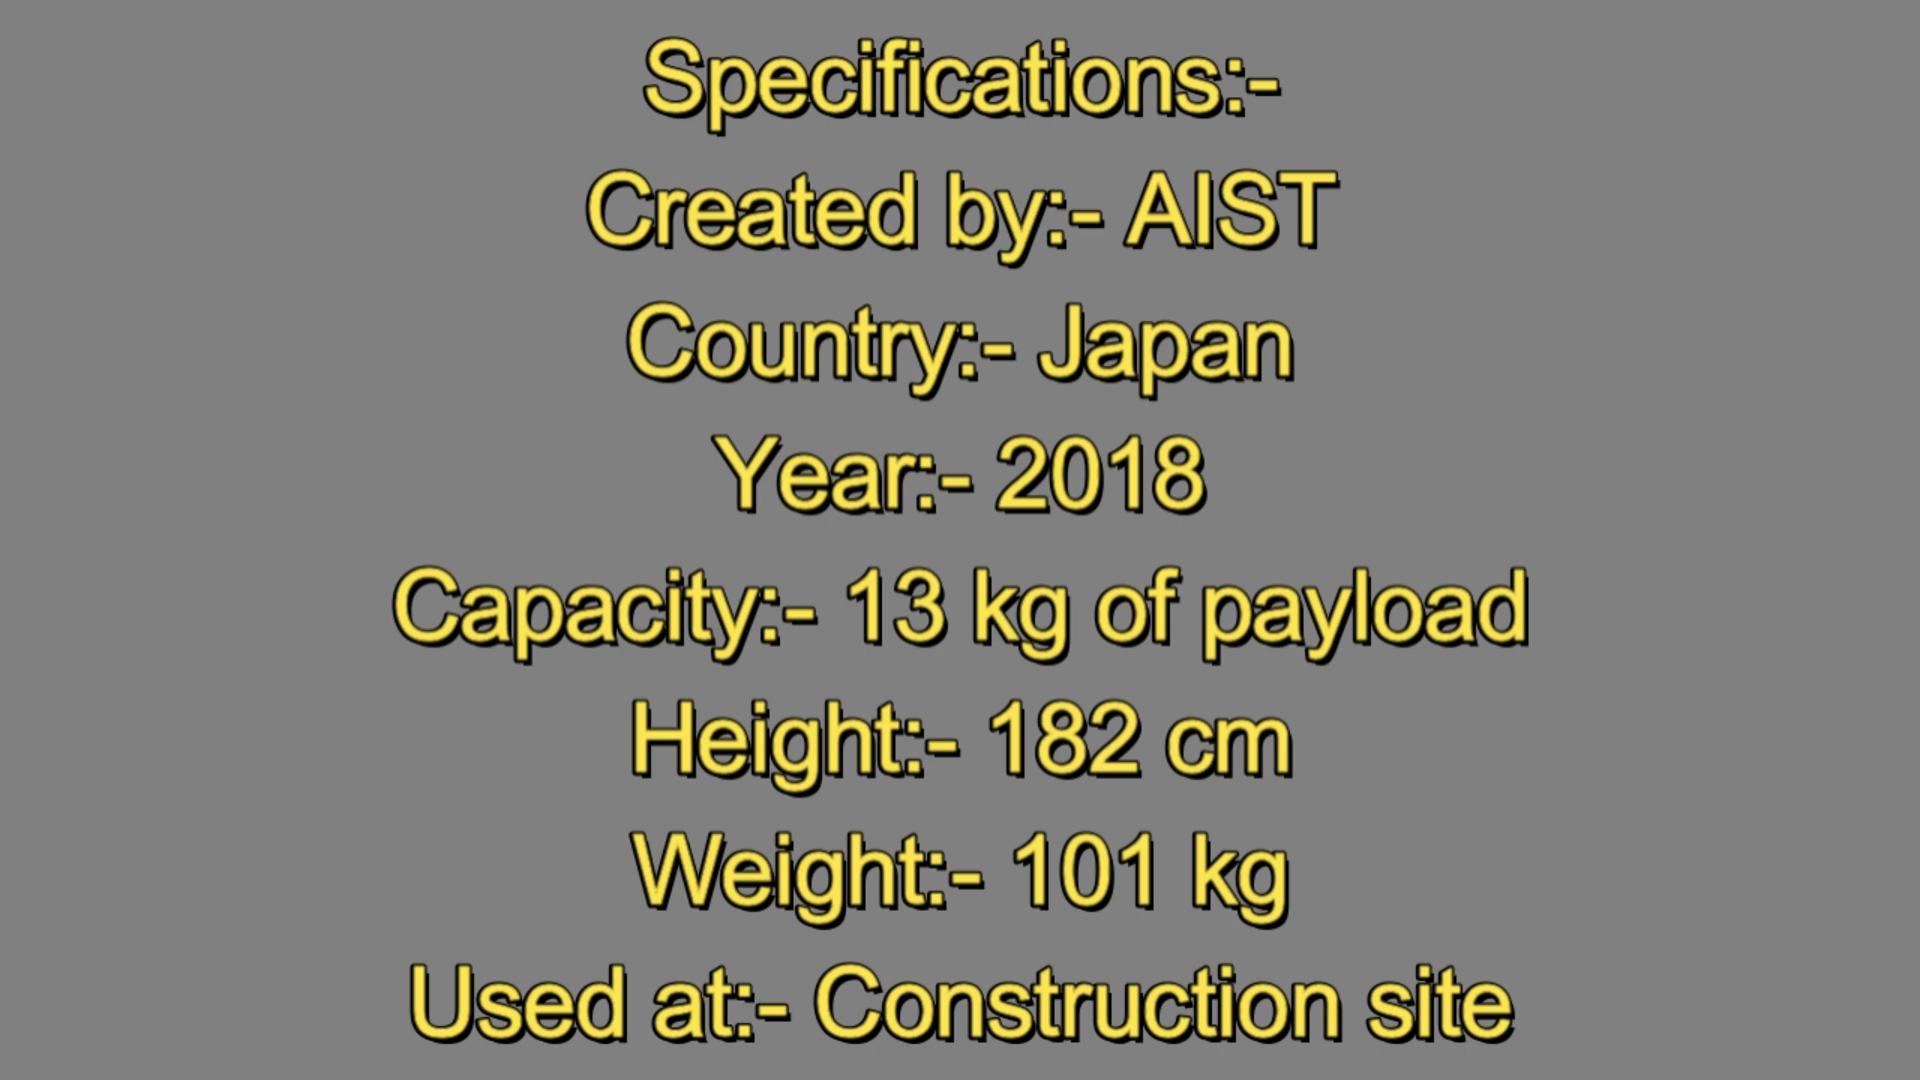 Specifications:-
Created by:- AIST
Country:- Japan
Year:- 2018
Capacity:- 13 kg of payload
Height:- 182 cm
Weight:- 101 kg
Used at:- Construction site